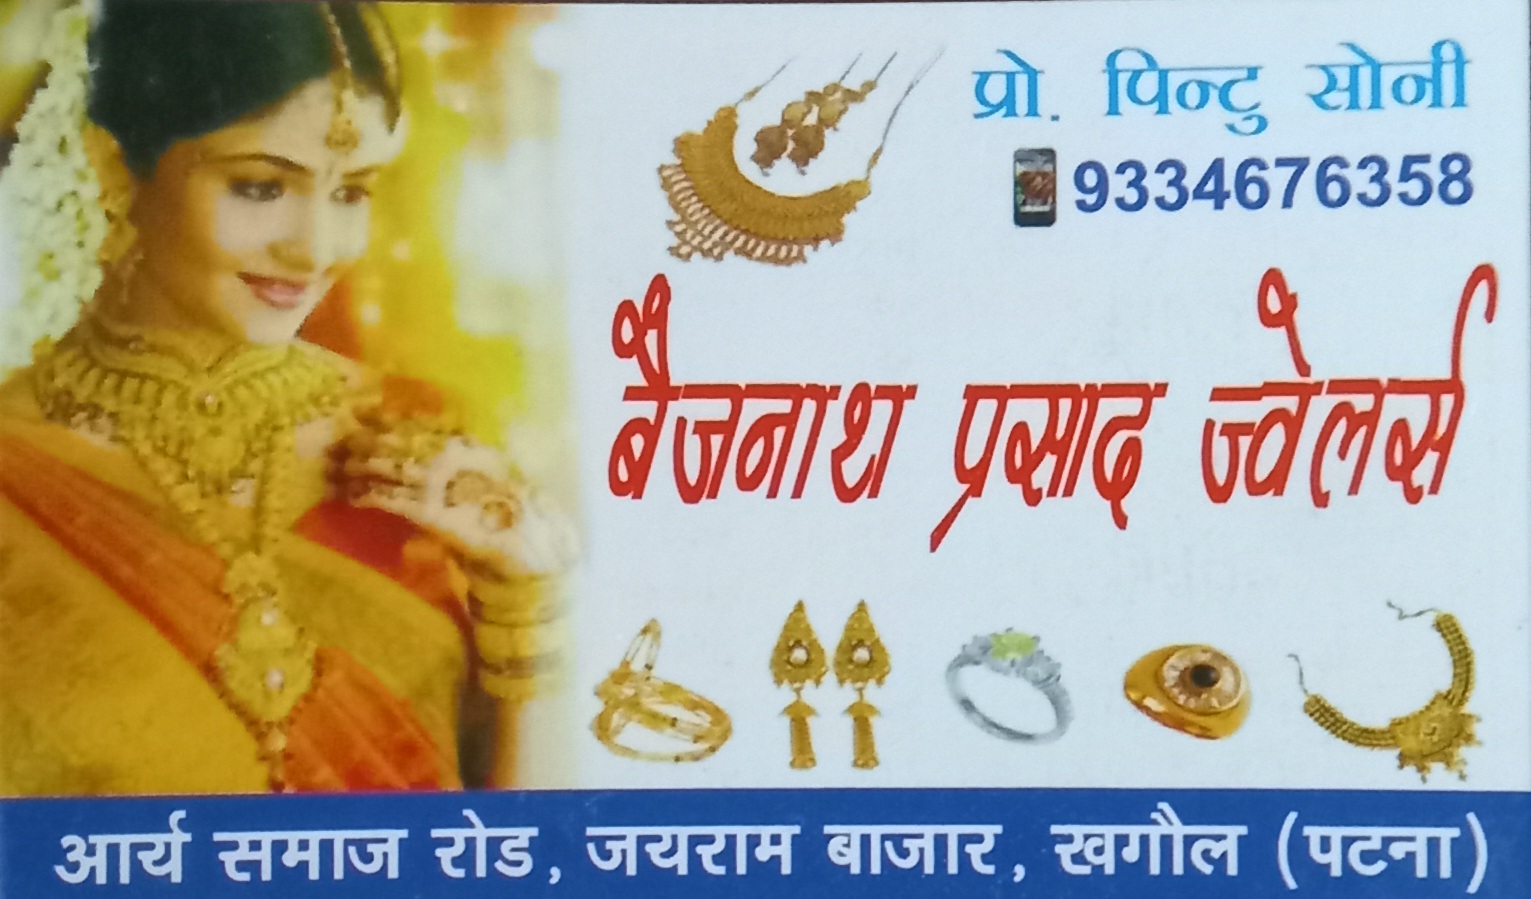 प्रो. पिन्टु सोनी
9334676358
बैजनाथ प्रसाद ज्वेलर्स
आर्य समाज रोड, जयराम बाजार, खगौल (पटना)